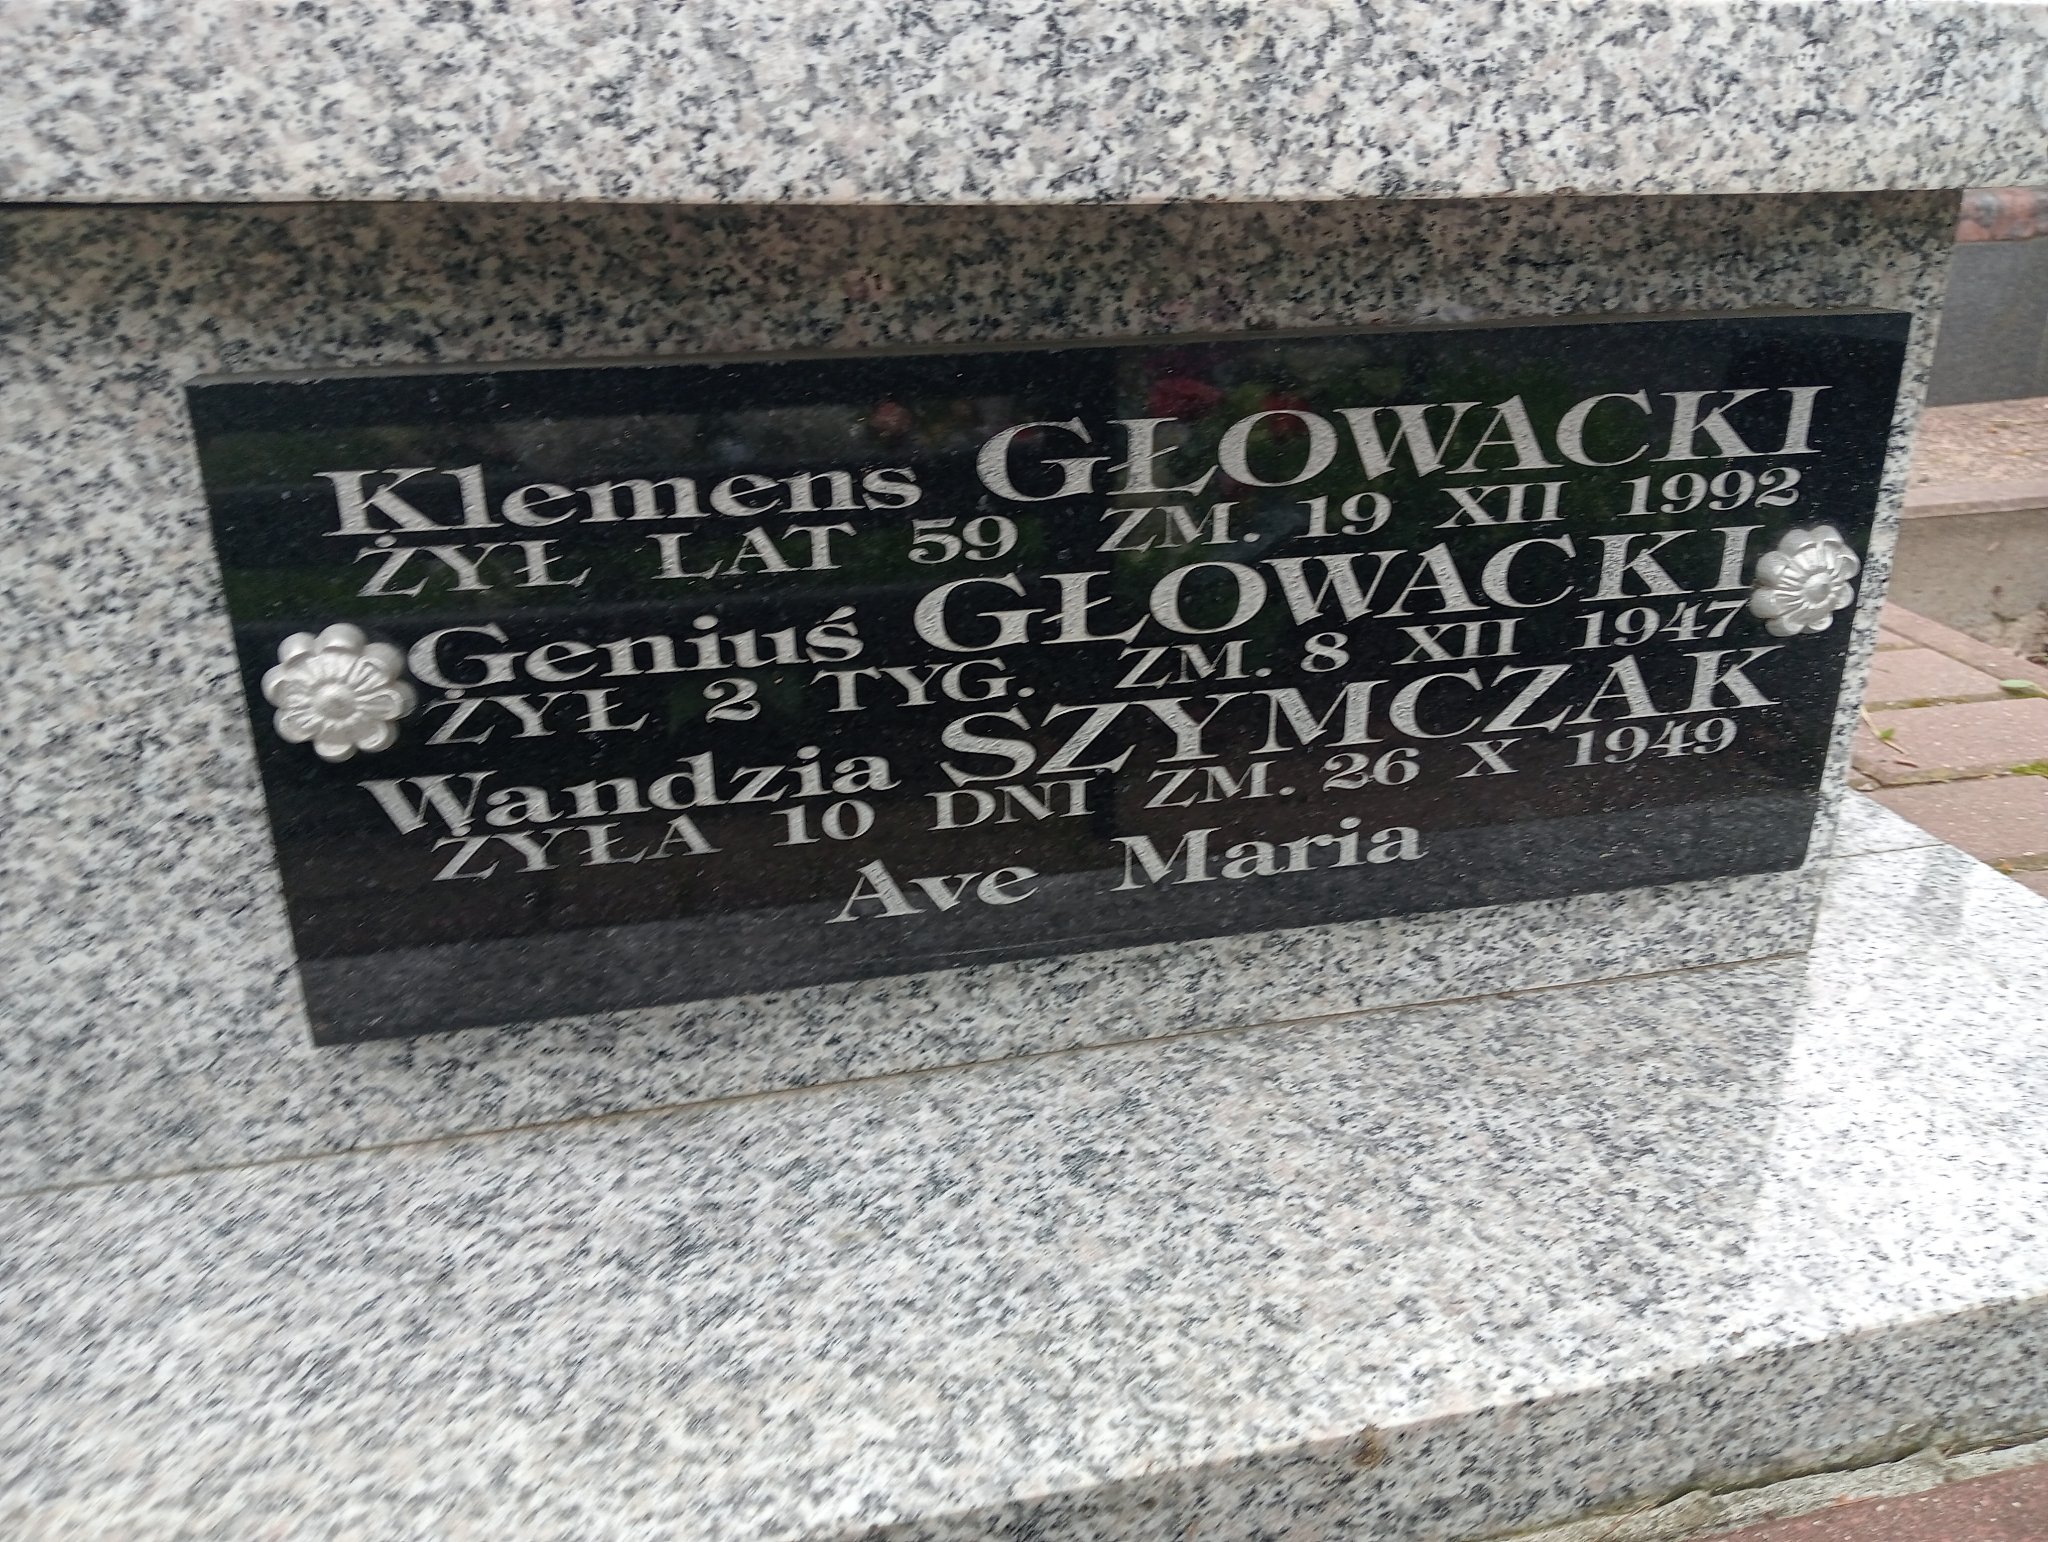 Klemens GŁOWACKI
ŻYŁ LAT 59 ZM. 19 XII 1992
Geniuś GŁOWACKI
ŻYŁ 2 TYG. ZM. 8 XII 1947
Wandzia SZYMCZAK
ŻYŁA 10 DNI ZM. 26 X 1949
Ave Maria